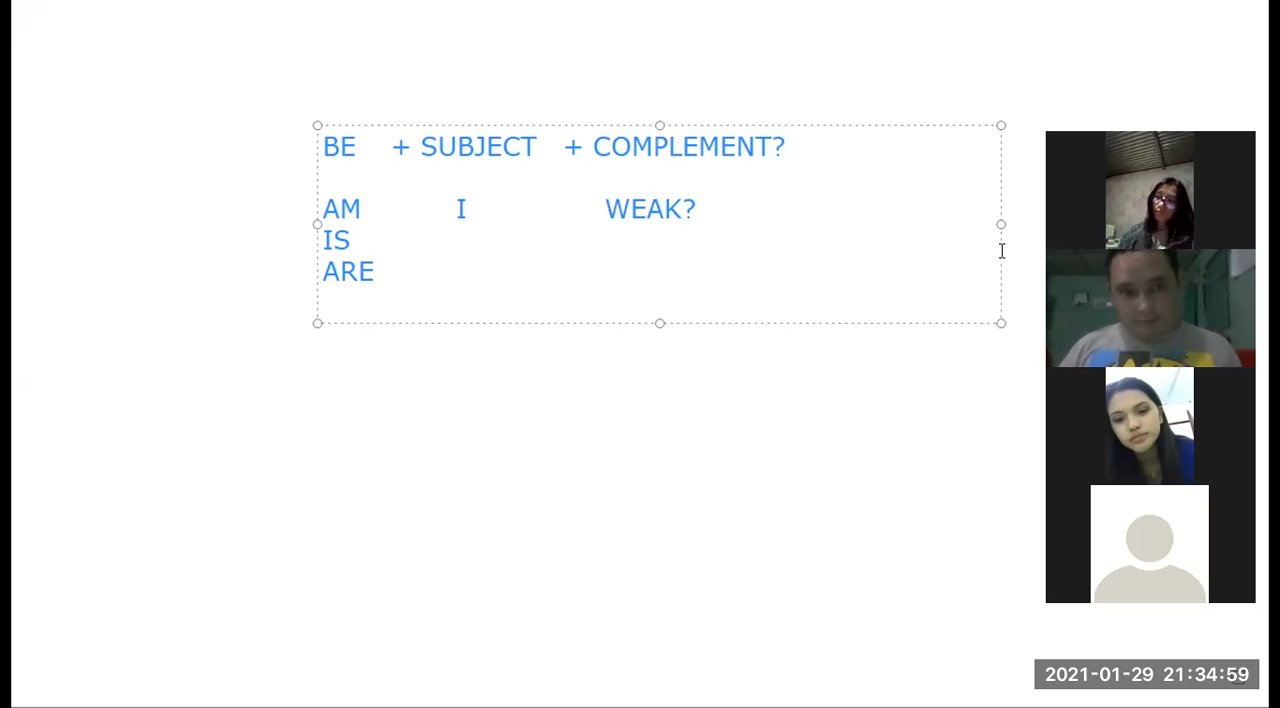 BE + SUBJECT + COMPLEMENT?
AM I WEAK?
IS
ARE
2021-01-29 21:34:59